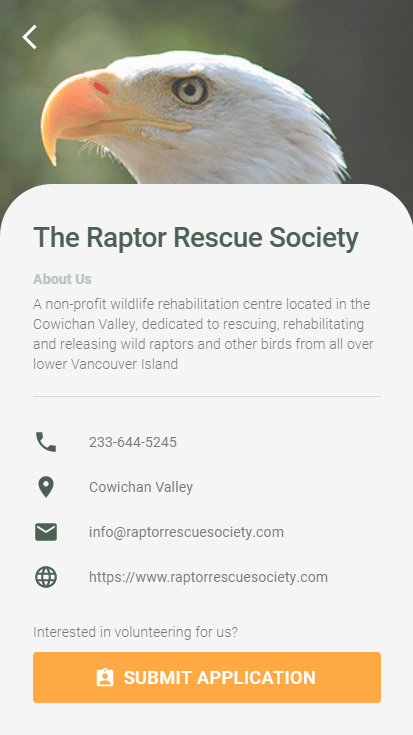 The Raptor Rescue Society
About Us
A non-profit wildlife rehabilitation centre located in the
Cowichan Valley, dedicated to rescuing, rehabilitating
and releasing wild raptors and other birds from all over
lower Vancouver Island
233-644-5245
Cowichan Valley
info@raptorrescuesociety.com
https://www.raptorrescuesociety.com
Interested in volunteering for us?
SUBMIT APPLICATION